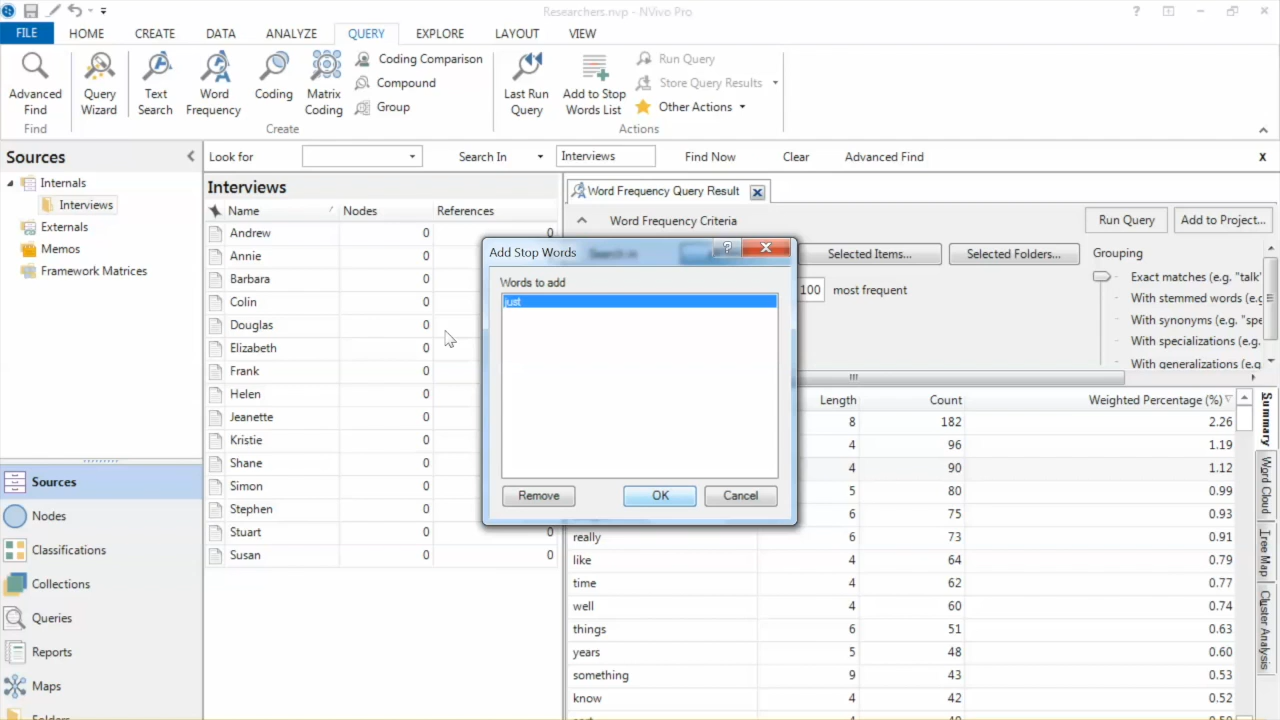 Researchers.nvp - NVivo Pro
FILE HOME CREATE DATA ANALYZE QUERY EXPLORE LAYOUT VIEW
Advanced Find
Query Wizard
Text Search
Word Frequency
Coding
Matrix Coding
Coding Comparison
Compound
Group
Last Run Query
Add to Stop Words List
Run Query
Store Query Results
Other Actions
Find Create Actions
Sources
Look for Search In Interviews Find Now Clear Advanced Find x
Internals
Interviews
Externals
Memos
Framework Matrices
Sources
Nodes
Classifications
Collections
Queries
Reports
Maps
Folders
Interviews
Name Nodes References
Andrew 0 0
Annie 0
Barbara 0
Colin 0
Douglas 0
Elizabeth 0
Frank 0
Helen 0
Jeanette 0
Kristie 0
Shane 0
Simon 0
Stephen 0
Stuart 0 0
Susan 0 0
Word Frequency Query Result
Word Frequency Criteria Run Query Add to Project...
Search in Selected Items... Selected Folders... Grouping
100 most frequent
Exact matches (e.g. "talk"
With stemmed words (e.g
With synonyms (e.g. "spe
With specializations (e.g.
With generalizations (e.g
Add Stop Words
Words to add
just
Remove OK Cancel
Length Count Weighted Percentage (%)
8 182 2.26
4 96 1.19
4 90 1.12
5 80 0.99
6 75 0.93
really 6 73 0.91
like 4 64 0.79
time 4 62 0.77
well 4 60 0.74
things 6 51 0.63
years 5 48 0.60
something 9 43 0.53
know 4 42 0.52
Summary
Word Cloud
Tree Map
Cluster Analysis